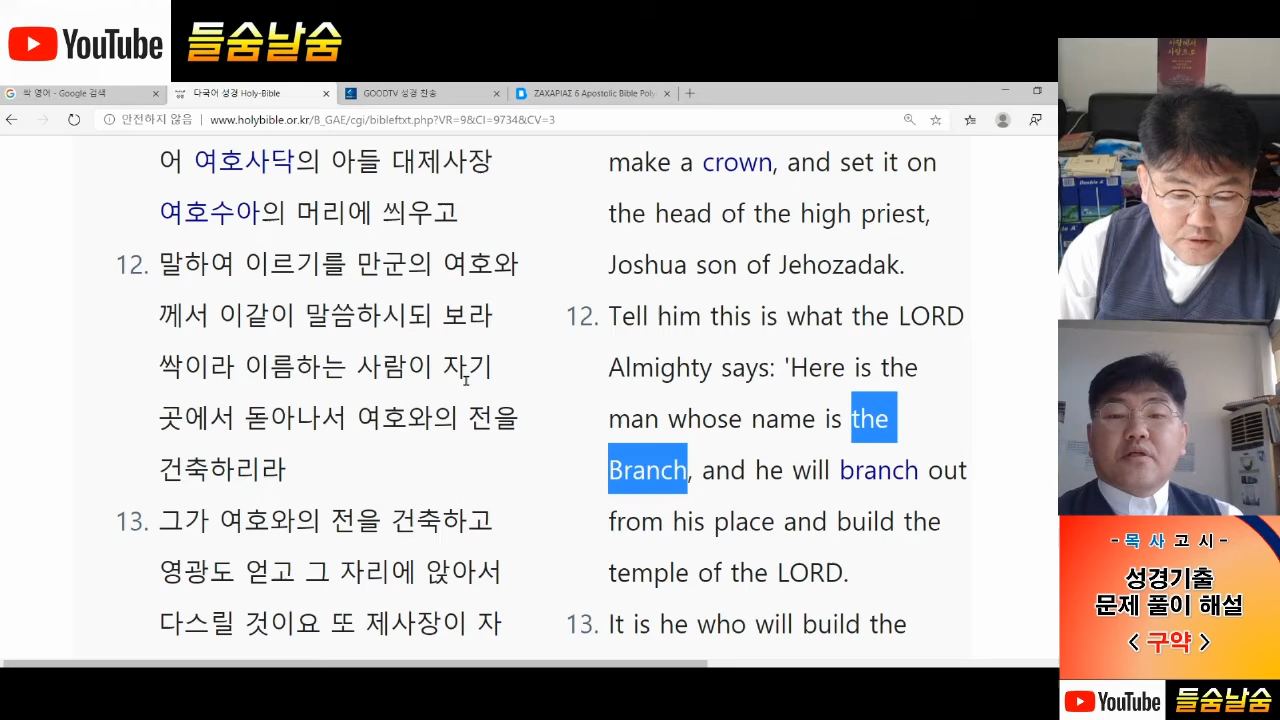 YouTube 들숨날숨
싹 영어 - Google 검색
다국어 성경 Holy-Bible
GOODTV 성경 찬송
ΖΑΧΑΡΙΑΣ 6 Apostolic Bible Poly
안전하지 않음 www.holybible.or.kr/B_GAE/cgi/bibleftxt.php?VR=9&CI=9734&CV=3
어 여호사닥의 아들 대제사장
여호수아의 머리에 씌우고
12. 말하여 이르기를 만군의 여호와
께서 이같이 말씀하시되 보라
싹이라 이름하는 사람이 자기
곳에서 돋아나서 여호와의 전을
건축하리라
13. 그가 여호와의 전을 건축하고
영광도 얻고 그 자리에 앉아서
다스릴 것이요 또 제사장이 자
make a crown, and set it on
the head of the high priest,
Joshua son of Jehozadak.
12. Tell him this is what the LORD
Almighty says: 'Here is the
man whose name is the
Branch, and he will branch out
from his place and build the
temple of the LORD.
13. It is he who will build the
사랑에서
사랑으로
Double A
- 목 사 고 시 -
성경기출
문제 풀이 해설
< 구약 >
YouTube 들숨날숨